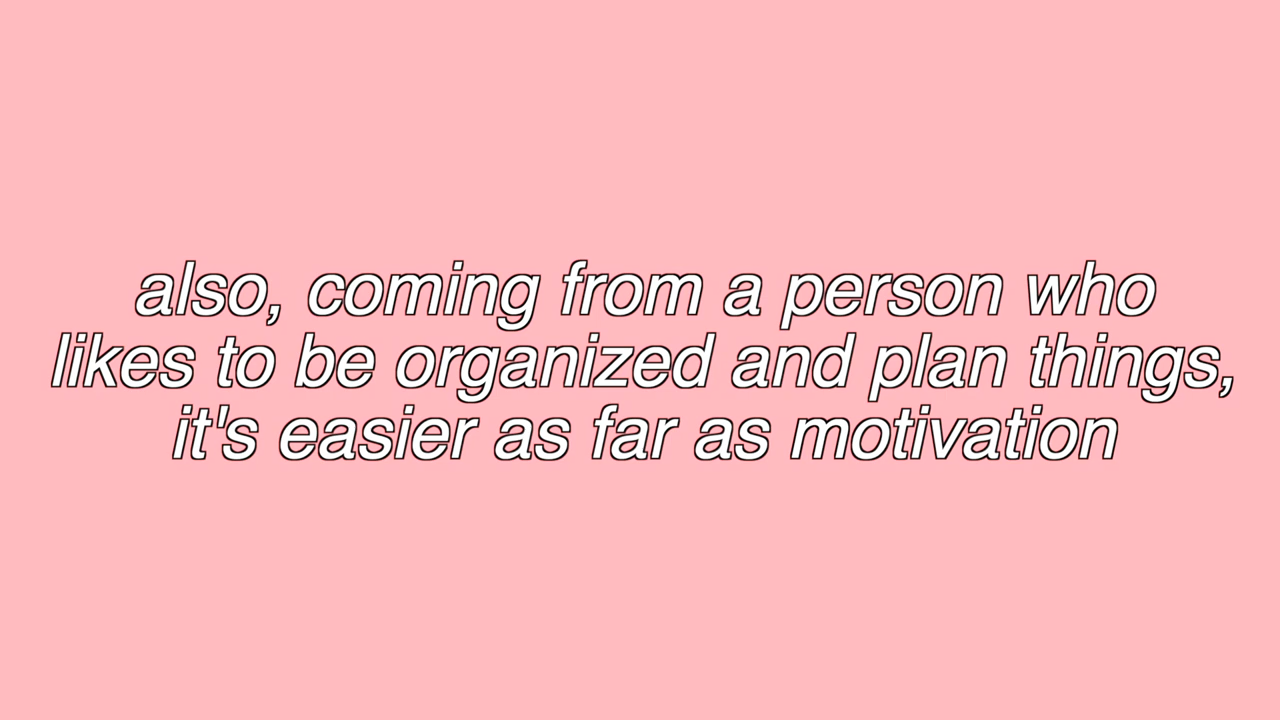 also, coming from a person who
likes to be organized and plan things,
it's easier as far as motivation